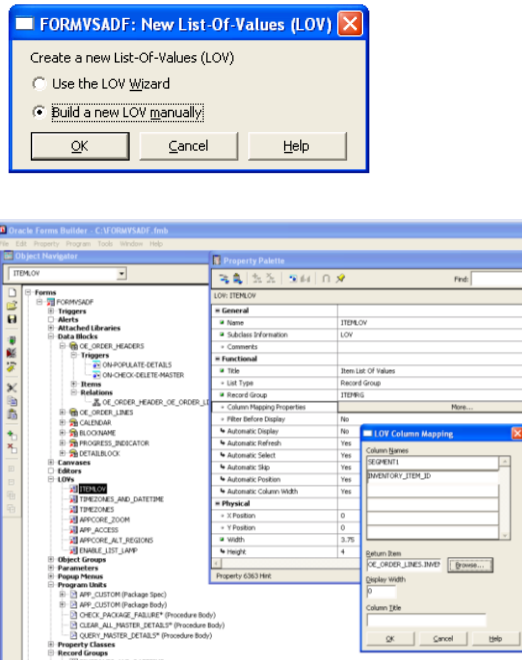 FORMVSADF: New List-Of-Values (LOV)
Create a new List-Of-Values (LOV)
Use the LOV Wizard
Build a new LOV manually
OK
Cancel
Help
Oracle Forms Builder - C:\FORMVSADF.fmb
File Edit Property Program Tools Window Help
Object Navigator
ITEMLOV
Forms
FORMVSADF
Triggers
Alerts
Attached Libraries
Data Blocks
OE_ORDER_HEADERS
Triggers
ON-POPULATE-DETAILS
ON-CHECK-DELETE-MASTER
Items
Relations
OE_ORDER_HEADER_OE_ORDER_LI
OE_ORDER_LINES
CALENDAR
BLOCKNAME
PROGRESS_INDICATOR
DETAILBLOCK
Canvases
Editors
LOVs
ITEMLOV
TIMEZONES_AND_DATETIME
TIMEZONES
APPCORE_ZOOM
APP_ACCESS
APPCORE_ALT_REGIONS
ENABLE_LIST_LAMP
Object Groups
Parameters
Popup Menus
Program Units
APP_CUSTOM (Package Spec)
APP_CUSTOM (Package Body)
CHECK_PACKAGE_FAILURE* (Procedure Body)
CLEAR_ALL_MASTER_DETAILS* (Procedure Body)
QUERY_MASTER_DETAILS* (Procedure Body)
Property Classes
Record Groups
Property Palette
Find:
LOV: ITEMLOV
General
Name ITEMLOV
Subclass Information LOV
Comments
Functional
Title Item List Of Values
List Type Record Group
Record Group ITEMRG
Column Mapping Properties More...
Filter Before Display No
Automatic Display No
Automatic Refresh Yes
Automatic Select Yes
Automatic Skip Yes
Automatic Position Yes
Automatic Column Width Yes
Physical
X Position 0
Y Position 0
Width 3.75
Height 4
Property 6363 Hint
LOV Column Mapping
Column Names
SEGMENT1
INVENTORY_ITEM_ID
Return Item
OE_ORDER_LINES.INVEN
Browse...
Display Width
0
Column Title
OK
Cancel
Help